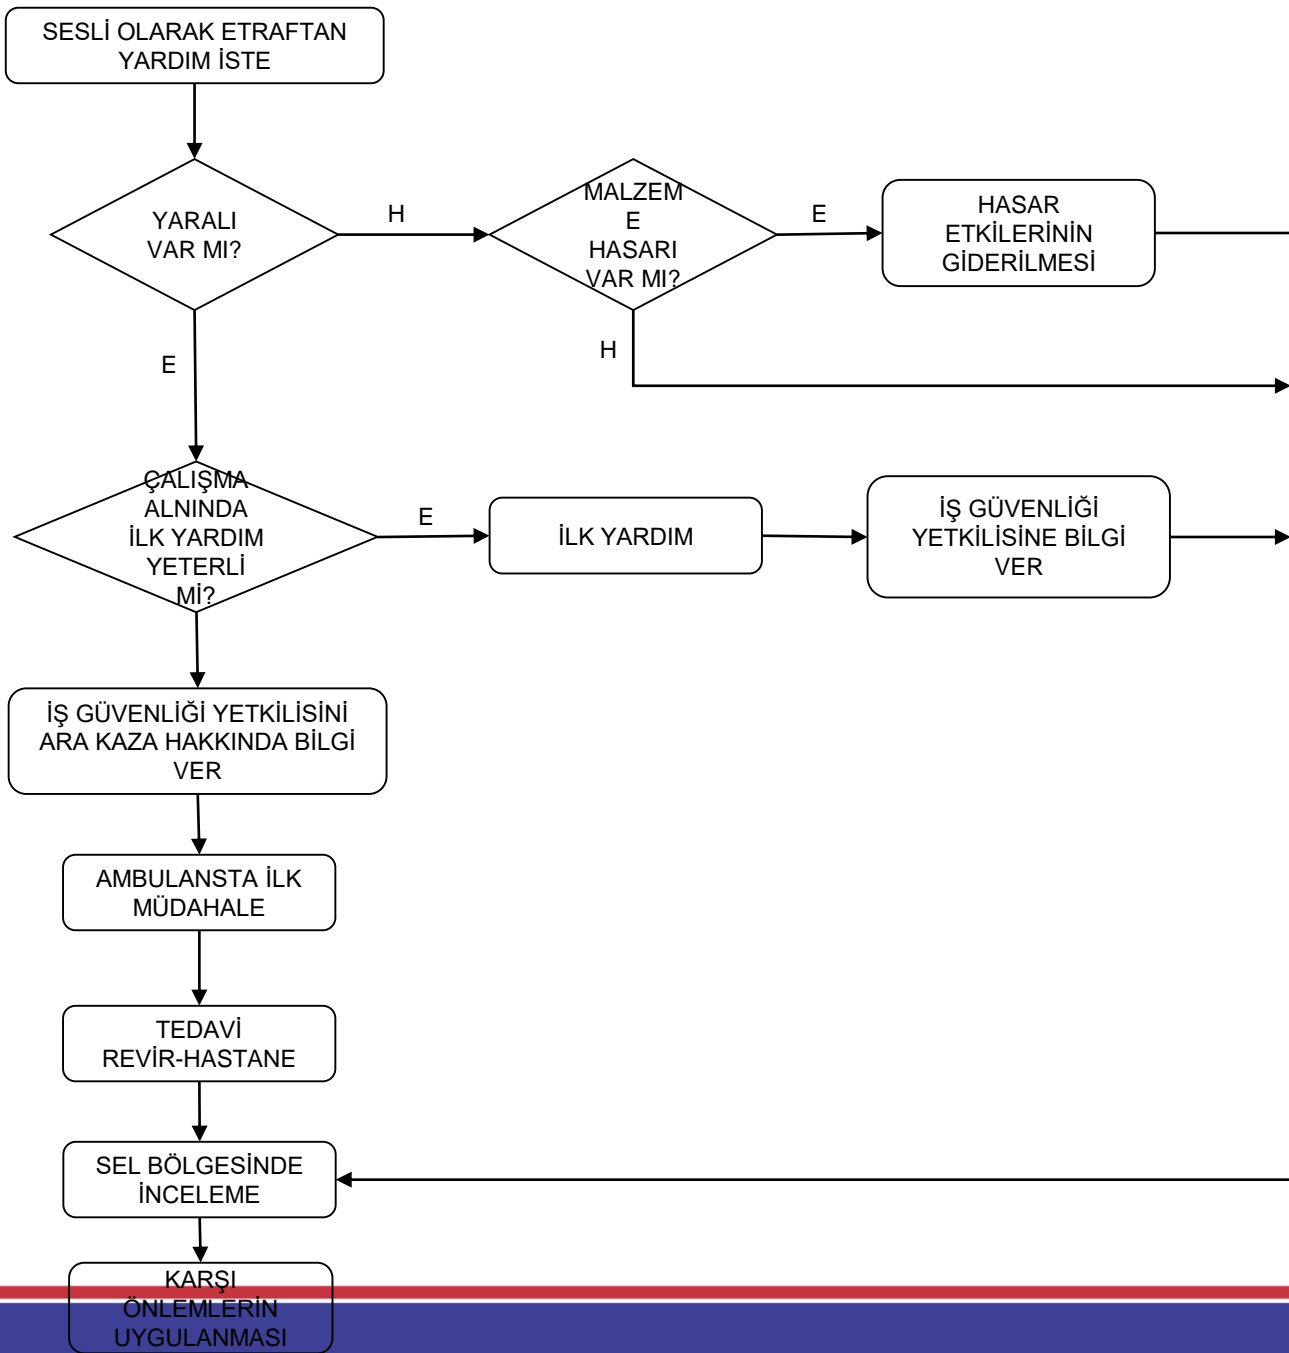 SESLİ OLARAK ETRAFTAN
YARDIM İSTE
YARALI
VAR MI?
H
MALZEM
E
HASARI
VAR MI?
E
HASAR
ETKİLERİNİN
GİDERİLMESİ
H
E
ÇALIŞMA
ALNINDA
İLK YARDIM
YETERLİ
Mİ?
E
İLK YARDIM
İŞ GÜVENLİĞİ
YETKİLİSİNE BİLGİ
VER
İŞ GÜVENLİĞİ YETKİLİSİNİ
ARA KAZA HAKKINDA BİLGİ
VER
AMBULANSTA İLK
MÜDAHALE
TEDAVİ
REVİR-HASTANE
SEL BÖLGESİNDE
İNCELEME
KARŞI
ÖNLEMLERİN
UYGULANMASI